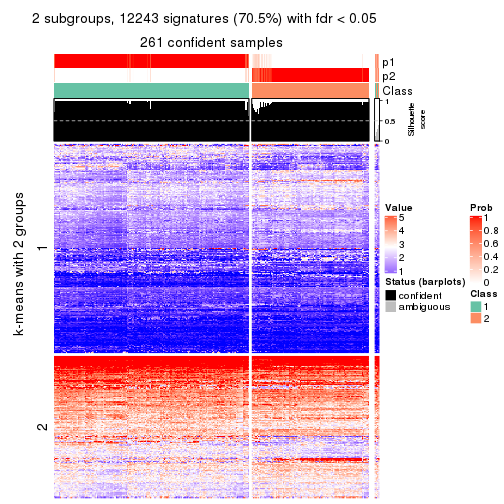 2 subgroups, 12243 signatures (70.5%) with fdr < 0.05
261 confident samples
p1
p2
Class
1
0.5
0
Silhouette
score
k-means with 2 groups
1
2
Value
5
4
3
2
1
Status (barplots)
confident
ambiguous
Prob
1
0.8
0.6
0.4
0.2
0
Class
1
2